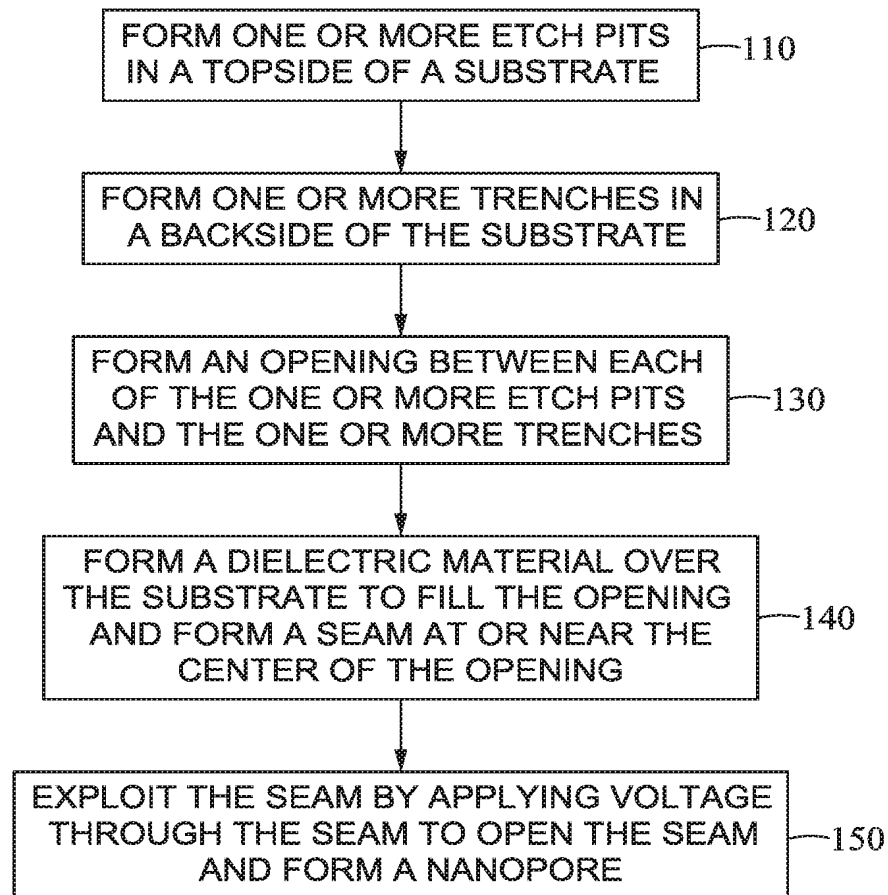 FORM ONE OR MORE ETCH PITS
IN A TOPSIDE OF A SUBSTRATE
110
FORM ONE OR MORE TRENCHES IN
A BACKSIDE OF THE SUBSTRATE
120
FORM AN OPENING BETWEEN EACH
OF THE ONE OR MORE ETCH PITS
AND THE ONE OR MORE TRENCHES
130
FORM A DIELECTRIC MATERIAL OVER
THE SUBSTRATE TO FILL THE OPENING
AND FORM A SEAM AT OR NEAR THE
CENTER OF THE OPENING
140
EXPLOIT THE SEAM BY APPLYING VOLTAGE
THROUGH THE SEAM TO OPEN THE SEAM
AND FORM A NANOPORE
150